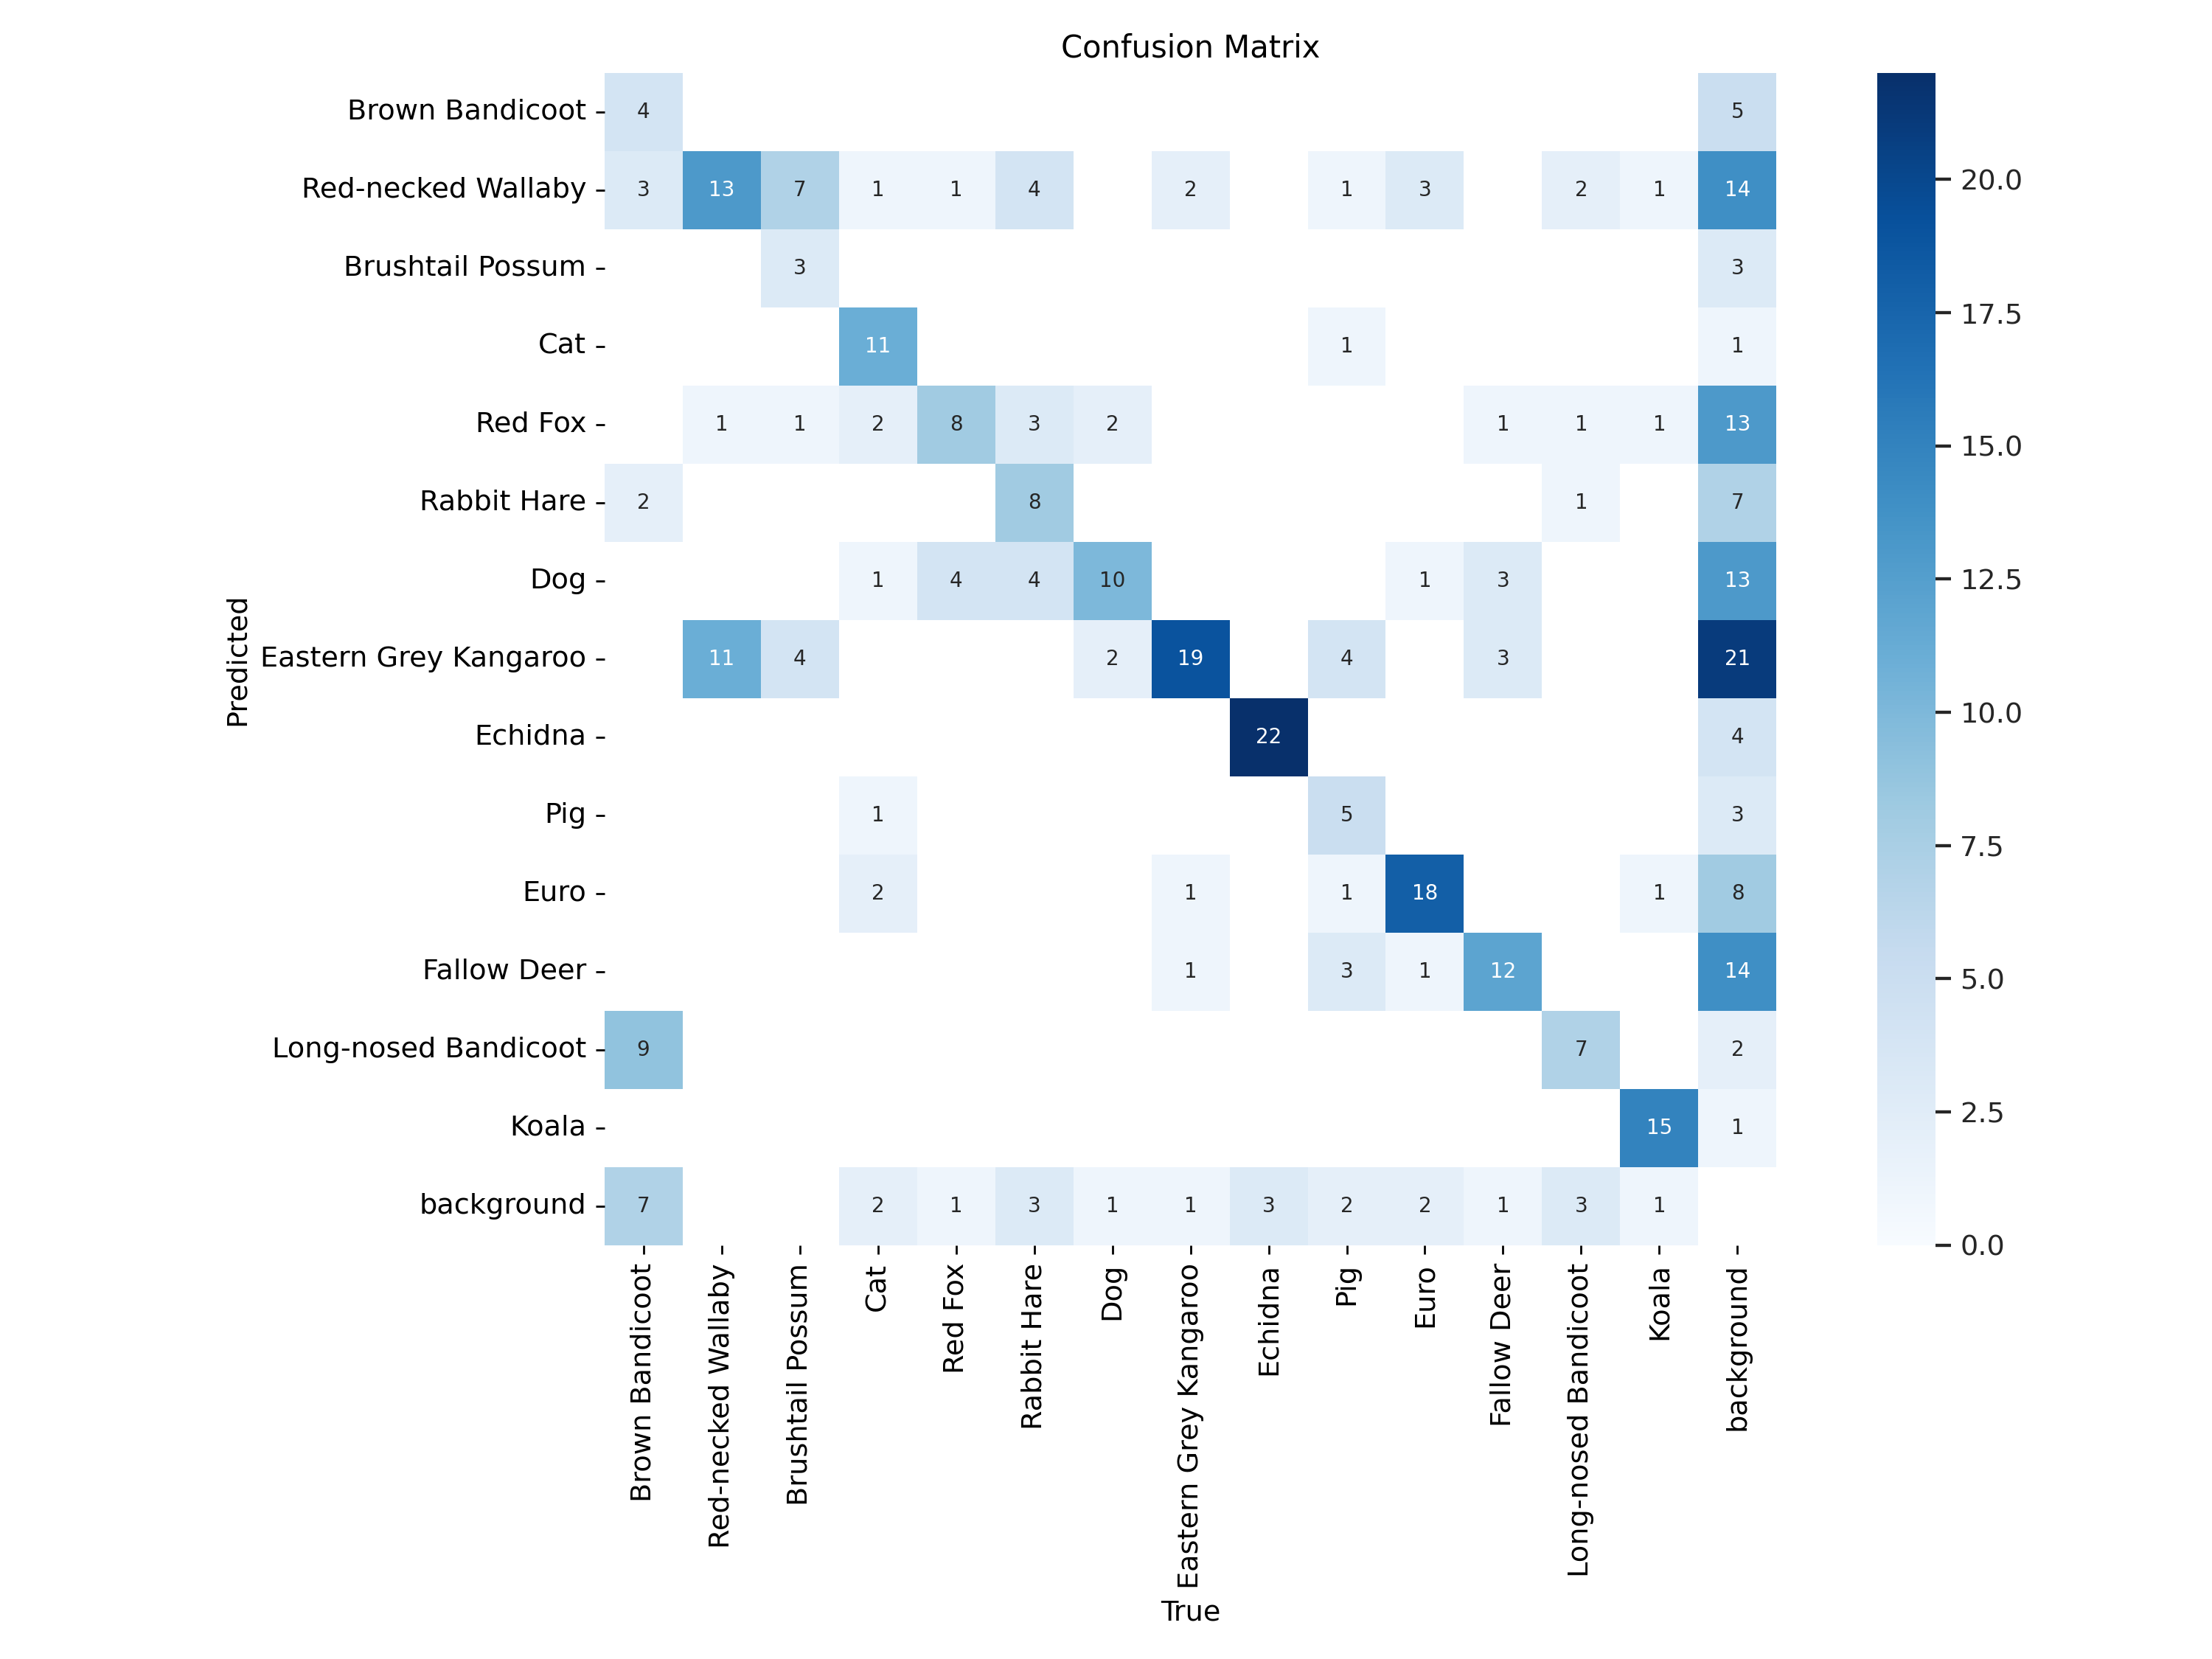 Confusion Matrix
Predicted
Brown Bandicoot 4 5
Red-necked Wallaby 3 13 7 1 1 4 2 1 3 2 1 14
Brushtail Possum 3 3
Cat 11 1 1
Red Fox 1 1 2 8 3 2 1 1 1 13
Rabbit Hare 2 8 1 7
Dog 1 4 4 10 1 3 13
Eastern Grey Kangaroo 11 4 2 19 4 3 21
Echidna 22 4
Pig 1 5 3
Euro 2 1 1 18 1 8
Fallow Deer 1 3 1 12 14
Long-nosed Bandicoot 9 7 2
Koala 15 1
background 7 2 1 3 1 1 3 2 2 1 3 1
Brown Bandicoot
Red-necked Wallaby
Brushtail Possum
Cat
Red Fox
Rabbit Hare
Dog
Eastern Grey Kangaroo
Echidna
Pig
Euro
Fallow Deer
Long-nosed Bandicoot
Koala
background
True
20.0
17.5
15.0
12.5
10.0
7.5
5.0
2.5
0.0